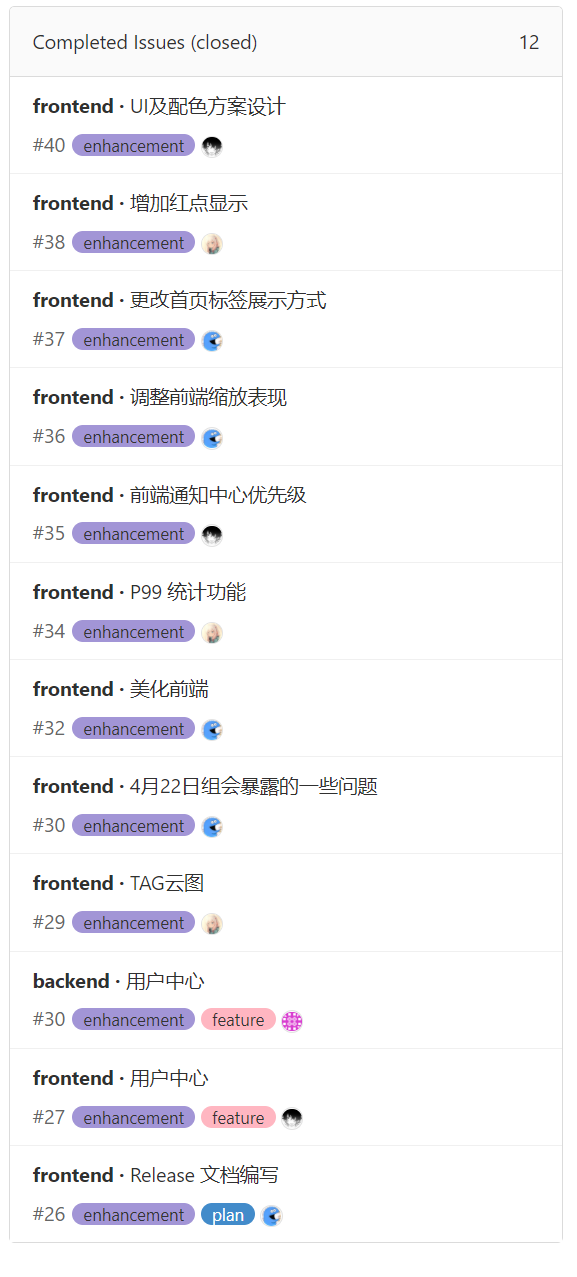 Completed Issues (closed) 12
frontend · UI及配色方案设计
#40 enhancement
frontend · 增加红点显示
#38 enhancement
frontend · 更改首页标签展示方式
#37 enhancement
frontend · 调整前端缩放表现
#36 enhancement
frontend · 前端通知中心优先级
#35 enhancement
frontend · P99 统计功能
#34 enhancement
frontend · 美化前端
#32 enhancement
frontend · 4月22日组会暴露的一些问题
#30 enhancement
frontend · TAG云图
#29 enhancement
backend · 用户中心
#30 enhancement feature
frontend · 用户中心
#27 enhancement feature
frontend · Release 文档编写
#26 enhancement plan